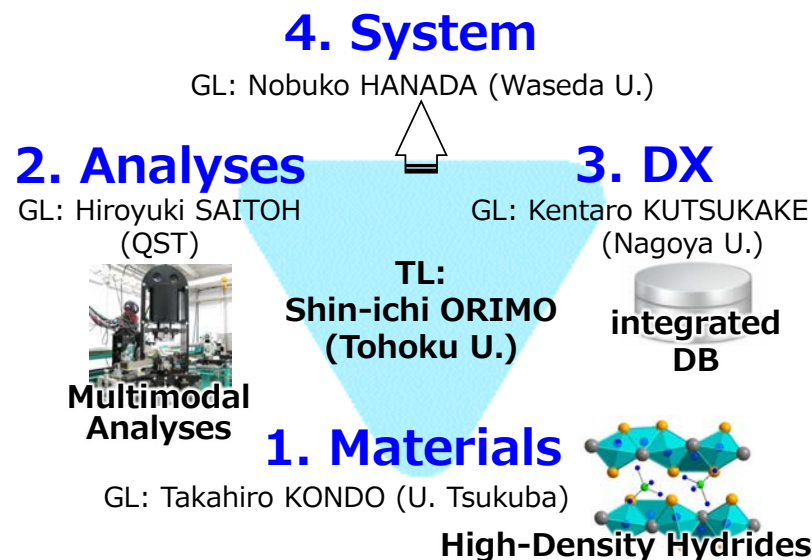 4. System
GL: Nobuko HANADA (Waseda U.)
2. Analyses
GL: Hiroyuki SAITOH
(QST)
3. DX
GL: Kentaro KUTSUKAKE
(Nagoya U.)
TL:
Shin-ichi ORIMO
(Tohoku U.)
integrated
DB
Multimodal
Analyses
1. Materials
GL: Takahiro KONDO (U. Tsukuba)
High-Density Hydrides